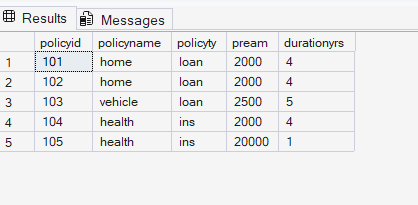 Results Messages
policyid policyname policyty pream durationyrs
1 101 home loan 2000 4
2 102 home loan 2000 4
3 103 vehicle loan 2500 5
4 104 health ins 2000 4
5 105 health ins 20000 1